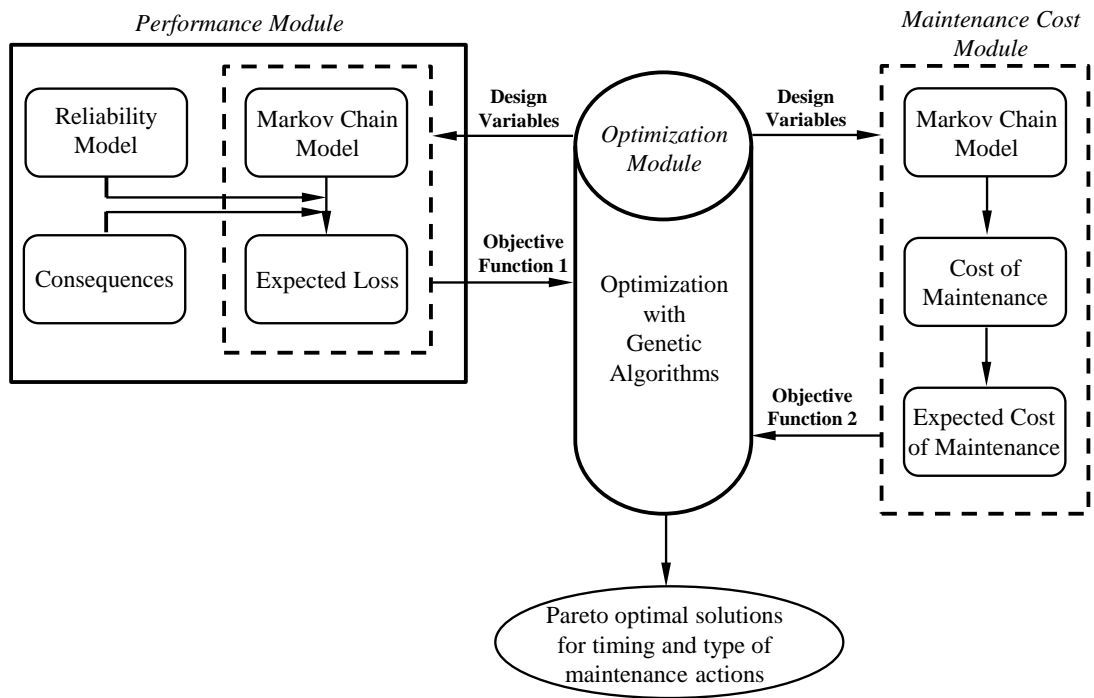 Performance Module
Reliability
Model
Markov Chain
Model
Consequences
Expected Loss
Design
Variables
Objective
Function 1
Optimization
Module
Optimization
with
Genetic
Algorithms
Design
Variables
Objective
Function 2
Maintenance Cost
Module
Markov Chain
Model
Cost of
Maintenance
Expected Cost
of Maintenance
Pareto optimal solutions
for timing and type of
maintenance actions